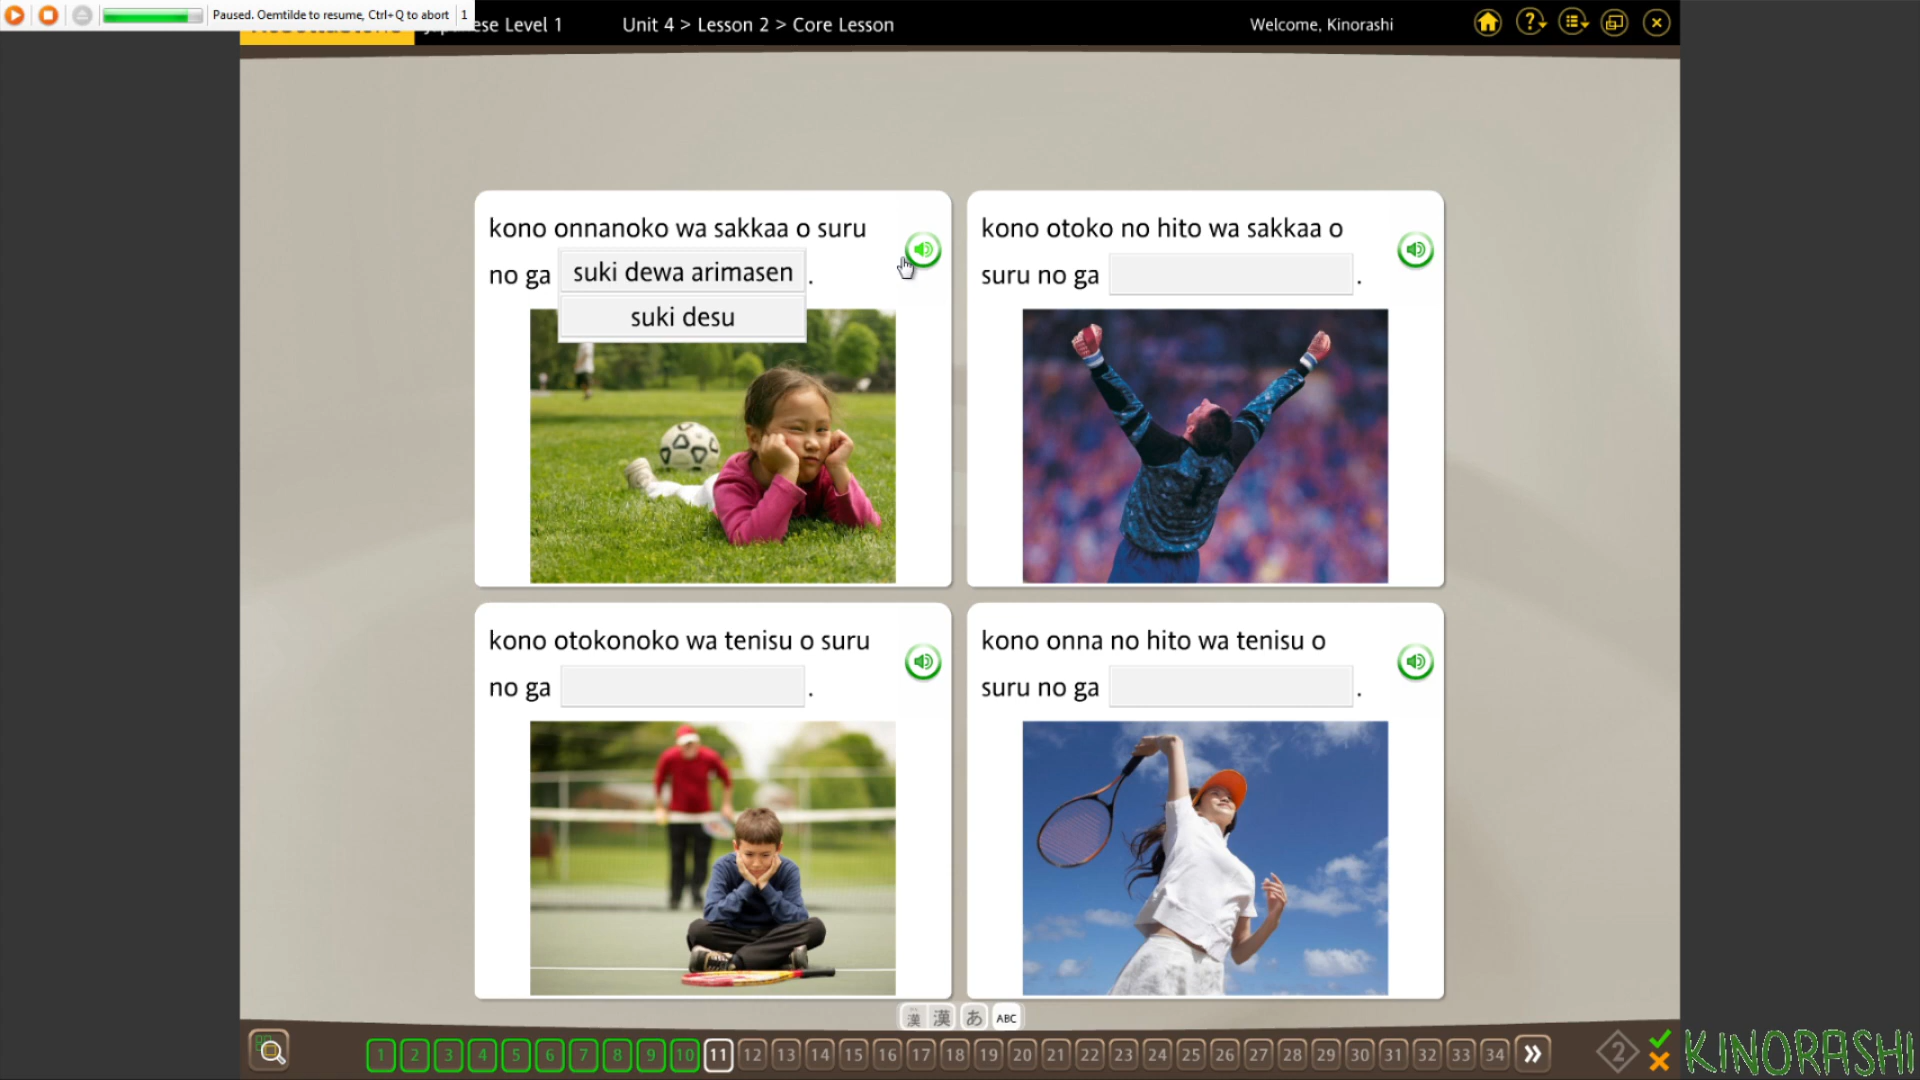 Paused. Oemtilde to resume, Ctrl+Q to abort 1
ese Level 1
Unit 4 > Lesson 2 > Core Lesson
Welcome, Kinorashi
kono onnanoko wa sakkaa o suru
no ga suki dewa arimasen .
suki desu
kono otoko no hito wa sakkaa o
suru no ga .
kono otokonoko wa tenisu o suru
no ga .
kono onna no hito wa tenisu o
suru no ga .
漢 漢 あ ABC
1 2 3 4 5 6 7 8 9 10 11 12 13 14 15 16 17 18 19 20 21 22 23 24 25 26 27 28 29 30 31 32 33 34
2
KINORASHI